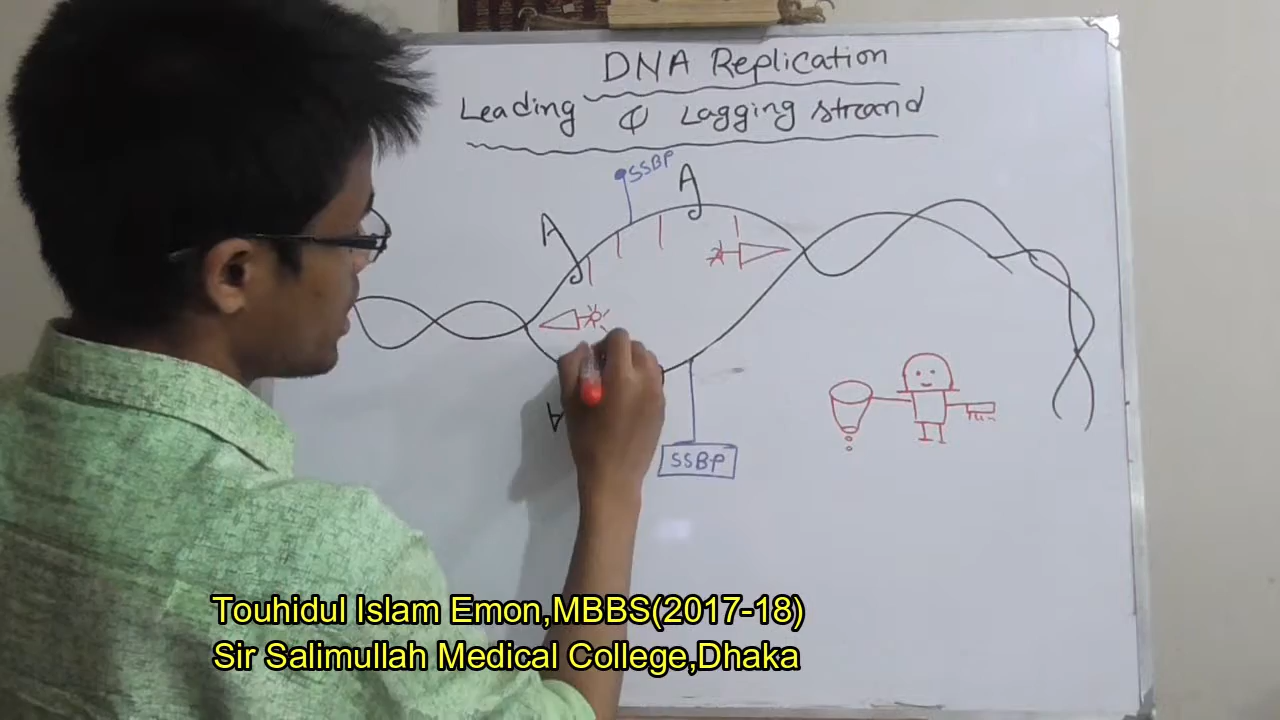 DNA Replication
Leading & Lagging strand
SSBP
A
A
A
SSBP
Touhidul Islam Emon,MBBS(2017-18)
Sir Salimullah Medical College,Dhaka